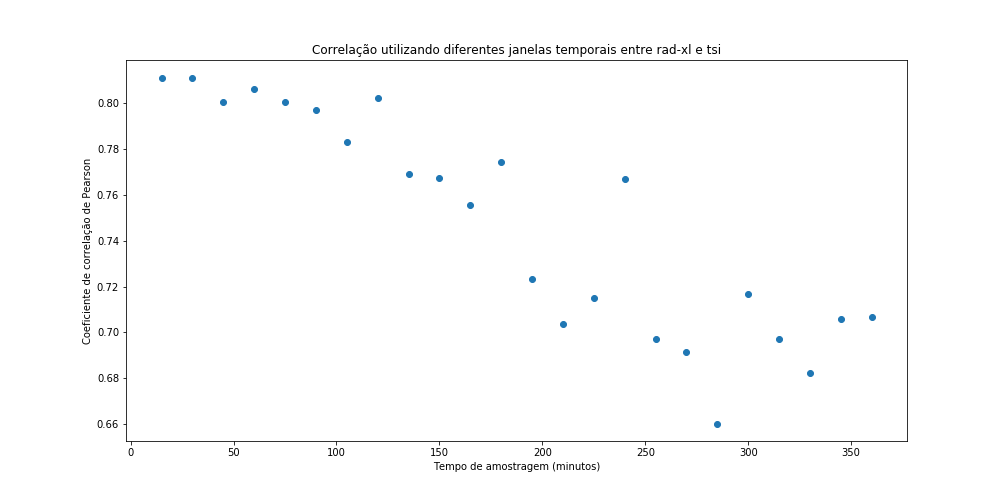 Correlação utilizando diferentes janelas temporais entre rad-xl e tsi
Coeficiente de correlação de Pearson
0.80
0.78
0.76
0.74
0.72
0.70
0.68
0.66
0 50 100 150 200 250 300 350
Tempo de amostragem (minutos)